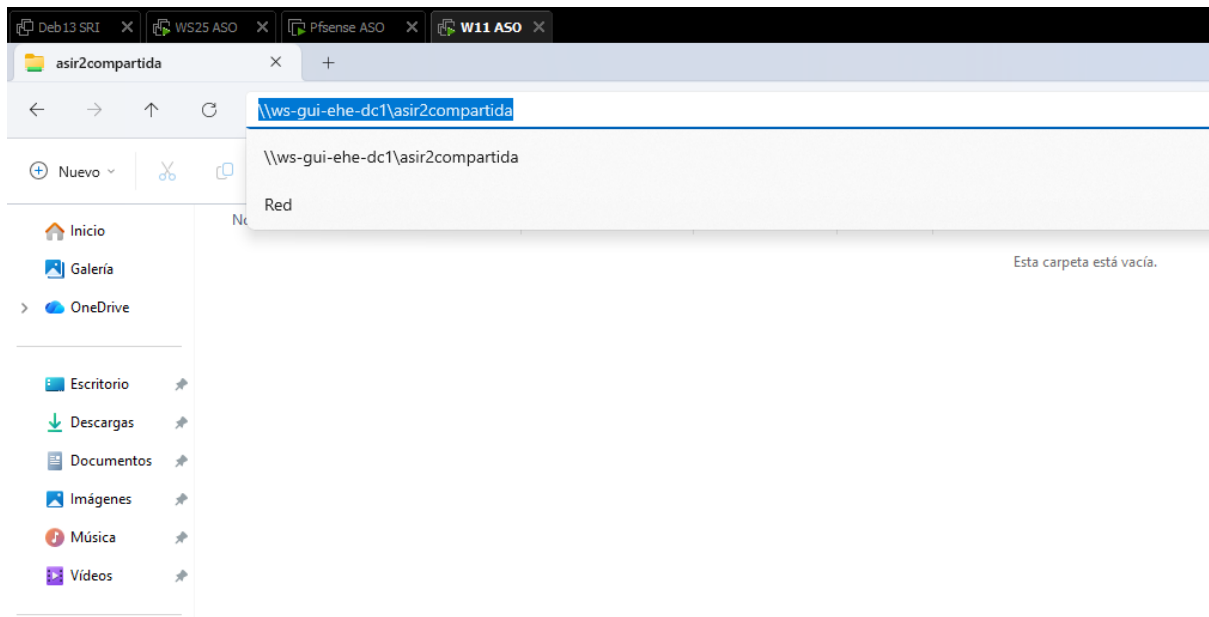 Deb13 SRI WS25 ASO Pfsense ASO W11 ASO
asir2compartida
\\ws-gui-ehe-dc1\asir2compartida
\\ws-gui-ehe-dc1\asir2compartida
Nuevo
Red
Inicio
Esta carpeta está vacía.
Galería
OneDrive
Escritorio
Descargas
Documentos
Imágenes
Música
Vídeos